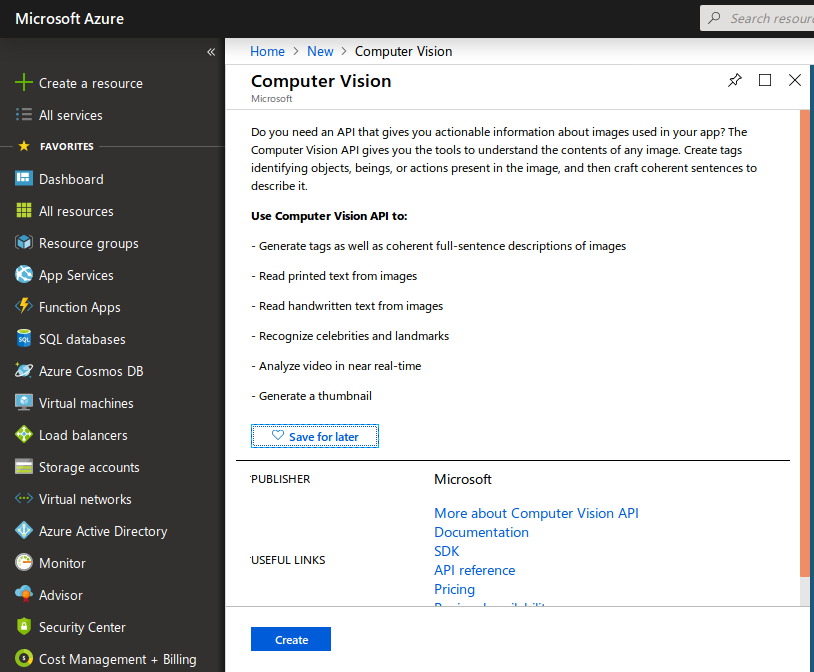 Microsoft Azure
Search resour
«
Home > New > Computer Vision
Create a resource
All services
FAVORITES
Dashboard
All resources
Resource groups
App Services
Function Apps
SQL databases
Azure Cosmos DB
Virtual machines
Load balancers
Storage accounts
Virtual networks
Azure Active Directory
Monitor
Advisor
Security Center
Cost Management + Billing
Computer Vision
Microsoft
Do you need an API that gives you actionable information about images used in your app? The
Computer Vision API gives you the tools to understand the contents of any image. Create tags
identifying objects, beings, or actions present in the image, and then craft coherent sentences to
describe it.
Use Computer Vision API to:
- Generate tags as well as coherent full-sentence descriptions of images
- Read printed text from images
- Read handwritten text from images
- Recognize celebrities and landmarks
- Analyze video in near real-time
- Generate a thumbnail
Save for later
PUBLISHER Microsoft
USEFUL LINKS
More about Computer Vision API
Documentation
SDK
API reference
Pricing
Create